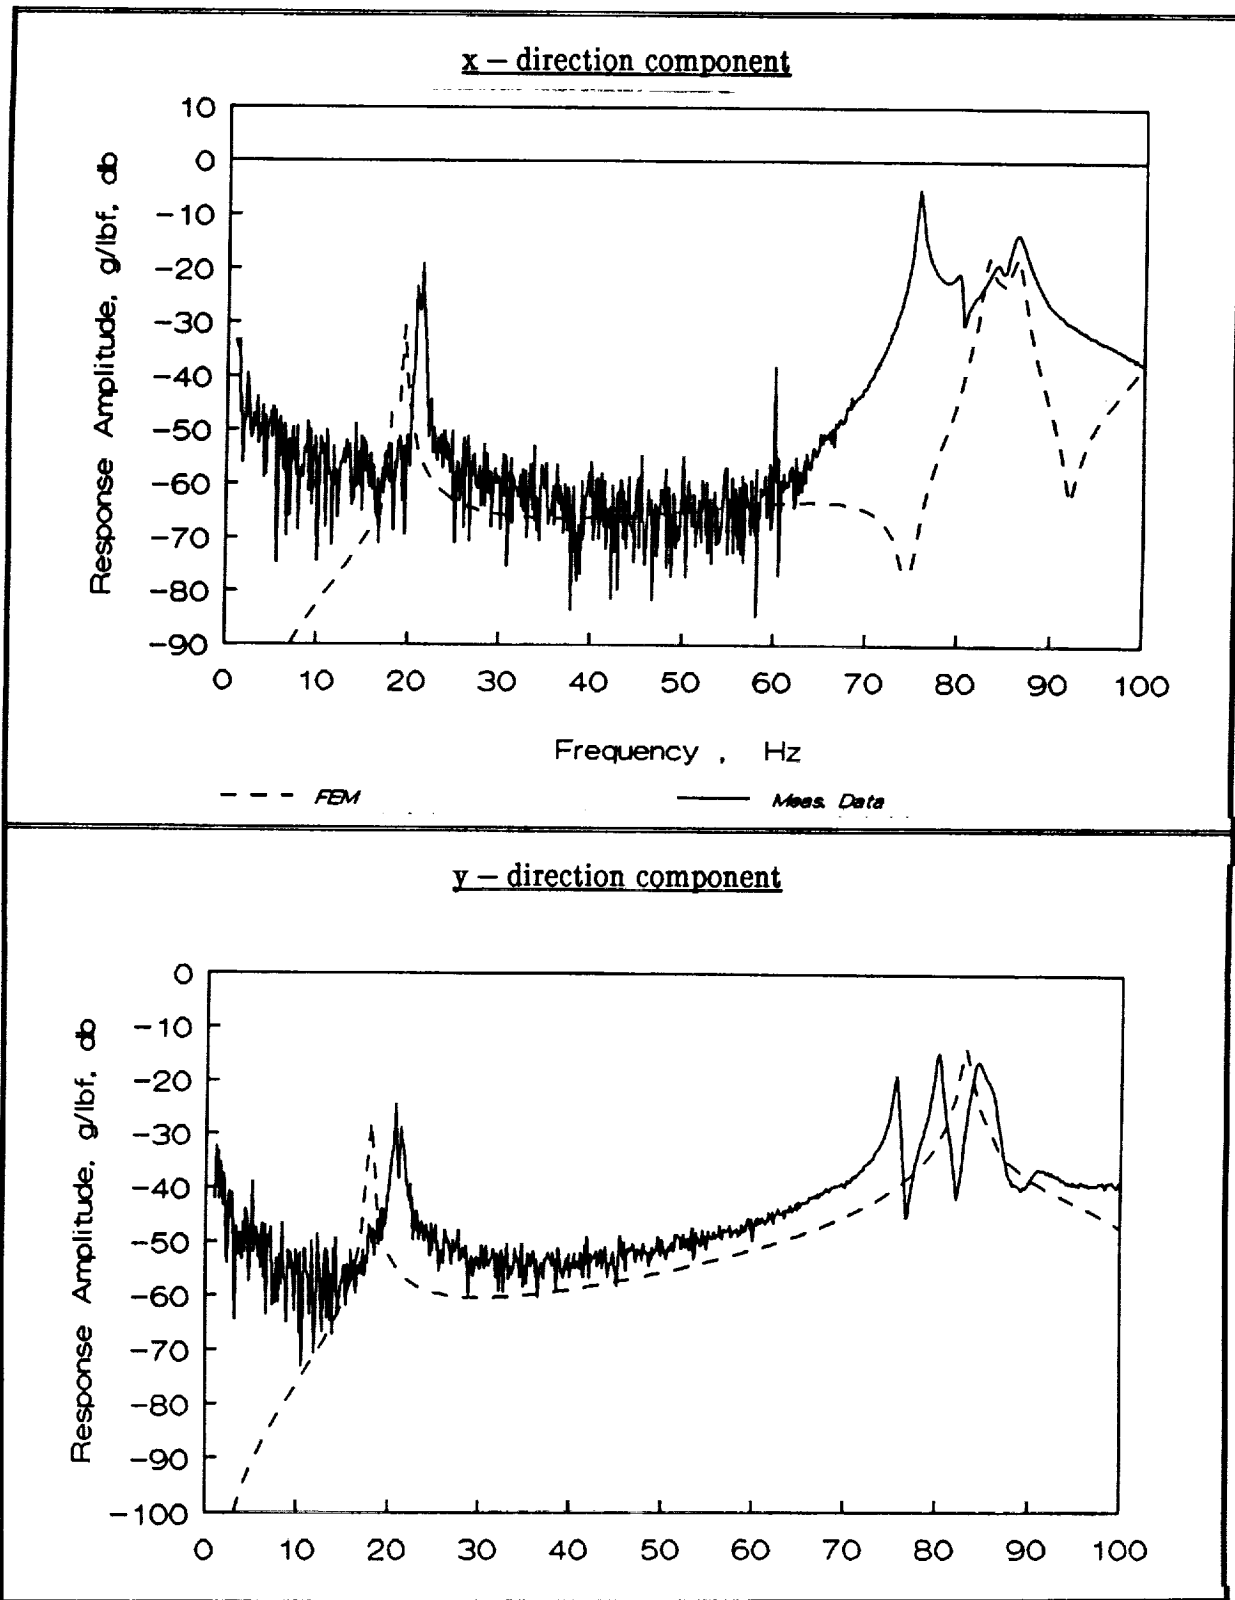 x – direction component
Response Amplitude, g/lbf, db
10
0
-10
-20
-30
-40
-50
-60
-70
-80
-90
0 10 20 30 40 50 60 70 80 90 100
Frequency , Hz
FEM
Meas. Data
y – direction component
Response Amplitude, g/lbf, db
0
-10
-20
-30
-40
-50
-60
-70
-80
-90
-100
0 10 20 30 40 50 60 70 80 90 100